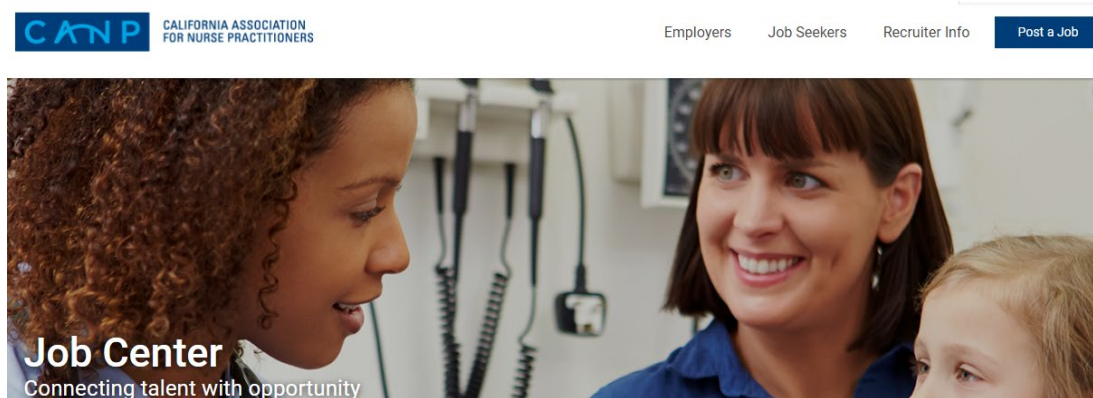 CANP
CALIFORNIA ASSOCIATION
FOR NURSE PRACTITIONERS
Employers
Job Seekers
Recruiter Info
Post a Job
Job Center
Connecting talent with opportunity